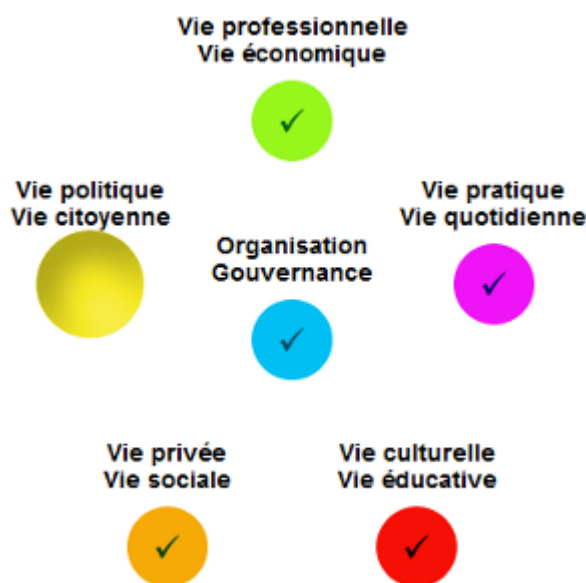 Vie professionnelle
Vie économique
✓
Vie politique
Vie citoyenne
Vie pratique
Vie quotidienne
✓
Organisation
Gouvernance
✓
Vie privée
Vie sociale
✓
Vie culturelle
Vie éducative
✓